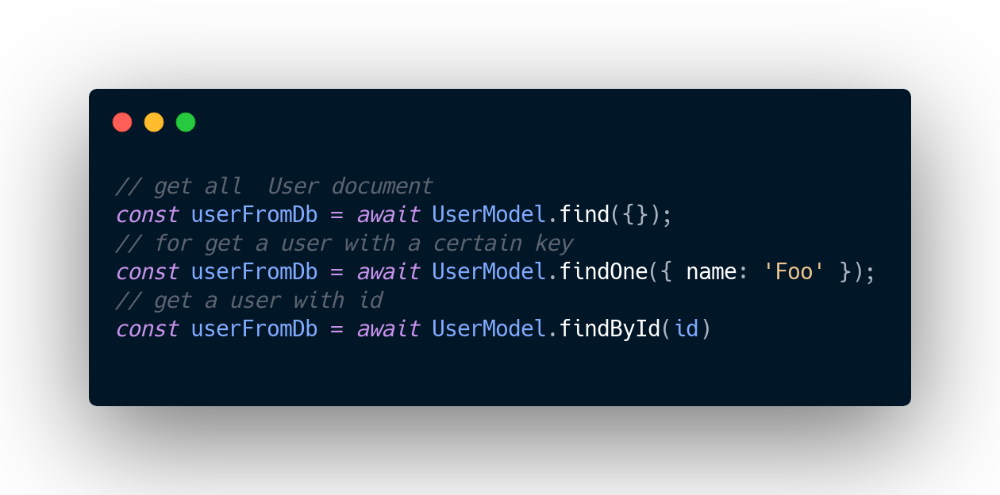 // get all  User document
const userFromDb = await UserModel.find({});
// for get a user with a certain key
const userFromDb = await UserModel.findOne({ name: 'Foo' });
// get a user with id
const userFromDb = await UserModel.findById(id)